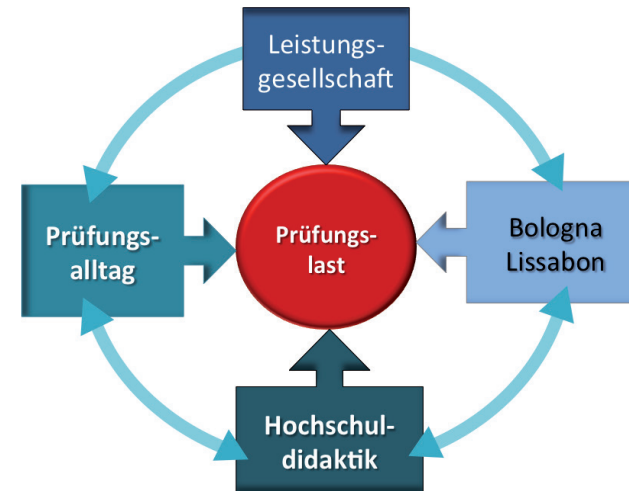 Leistungs-
gesellschaft
Prüfungs-
alltag
Prüfungs-
last
Bologna
Lissabon
Hochschul-
didaktik